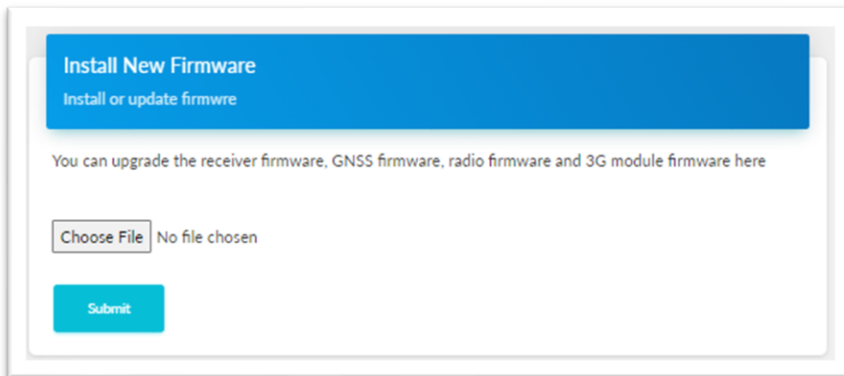 Install New Firmware
Install or update firmwre
You can upgrade the receiver firmware, GNSS firmware, radio firmware and 3G module firmware here
Choose File No file chosen
Submit